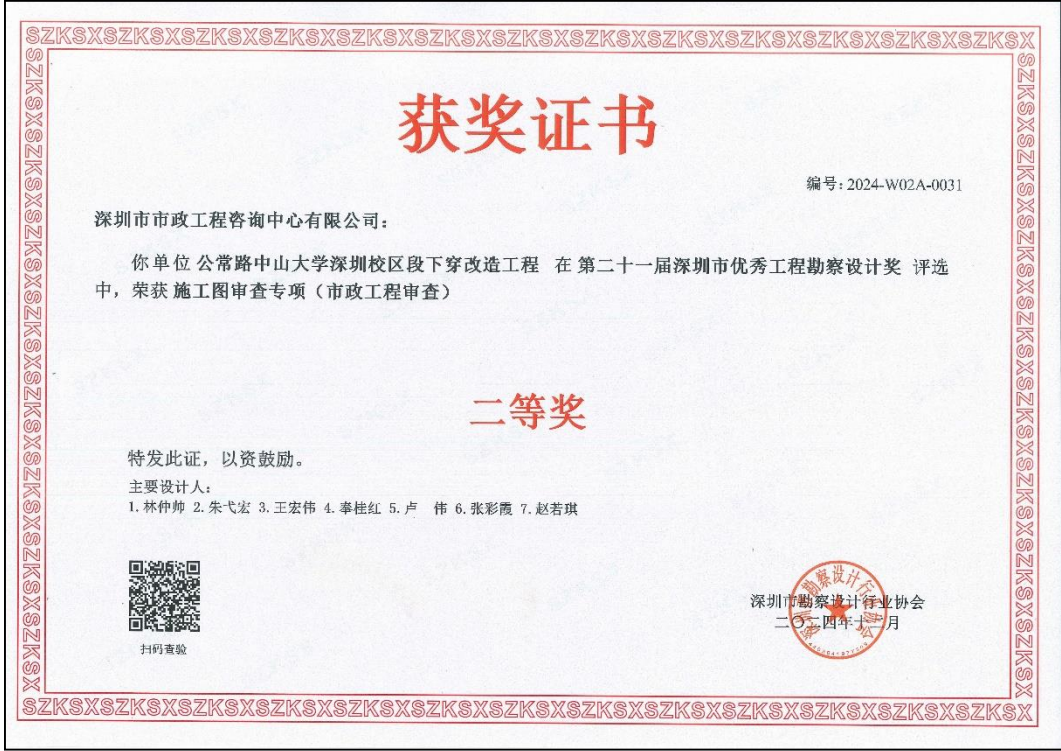 SZKSXSZKSXSZKSXSZKSXSZKSXSZKSXSZKSXSZKSXSZKSXSZKSXSZKSX
获奖证书
编号: 2024-W02A-0031
深圳市市政工程咨询中心有限公司:
你单位 公常路中山大学深圳校区段下穿改造工程 在 第二十一届深圳市优秀工程勘察设计奖 评选
中，荣获 施工图审查专项（市政工程审查）
二等奖
特发此证，以资鼓励。
主要设计人:
1.林仲帅 2.朱弋宏 3.王宏伟 4.秦桂红 5.卢 伟 6.张彩霞 7.赵若琪
扫码查验
深圳市勘察设计行业协会
二〇二四年十二月
SZKSXSZKSXSZKSXSZKSXSZKSXSZKSXSZKSXSZKSXSZKSXSZKSXSZKSX